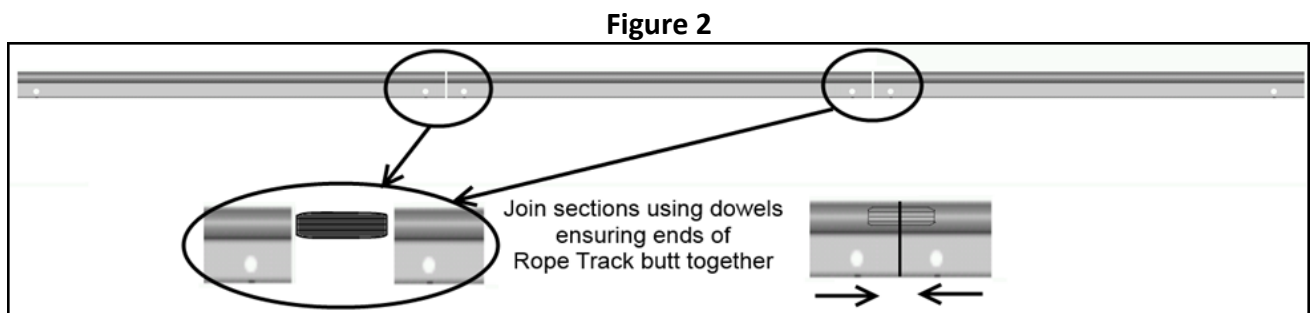 Figure 2
Join sections using dowels
ensuring ends of
Rope Track butt together